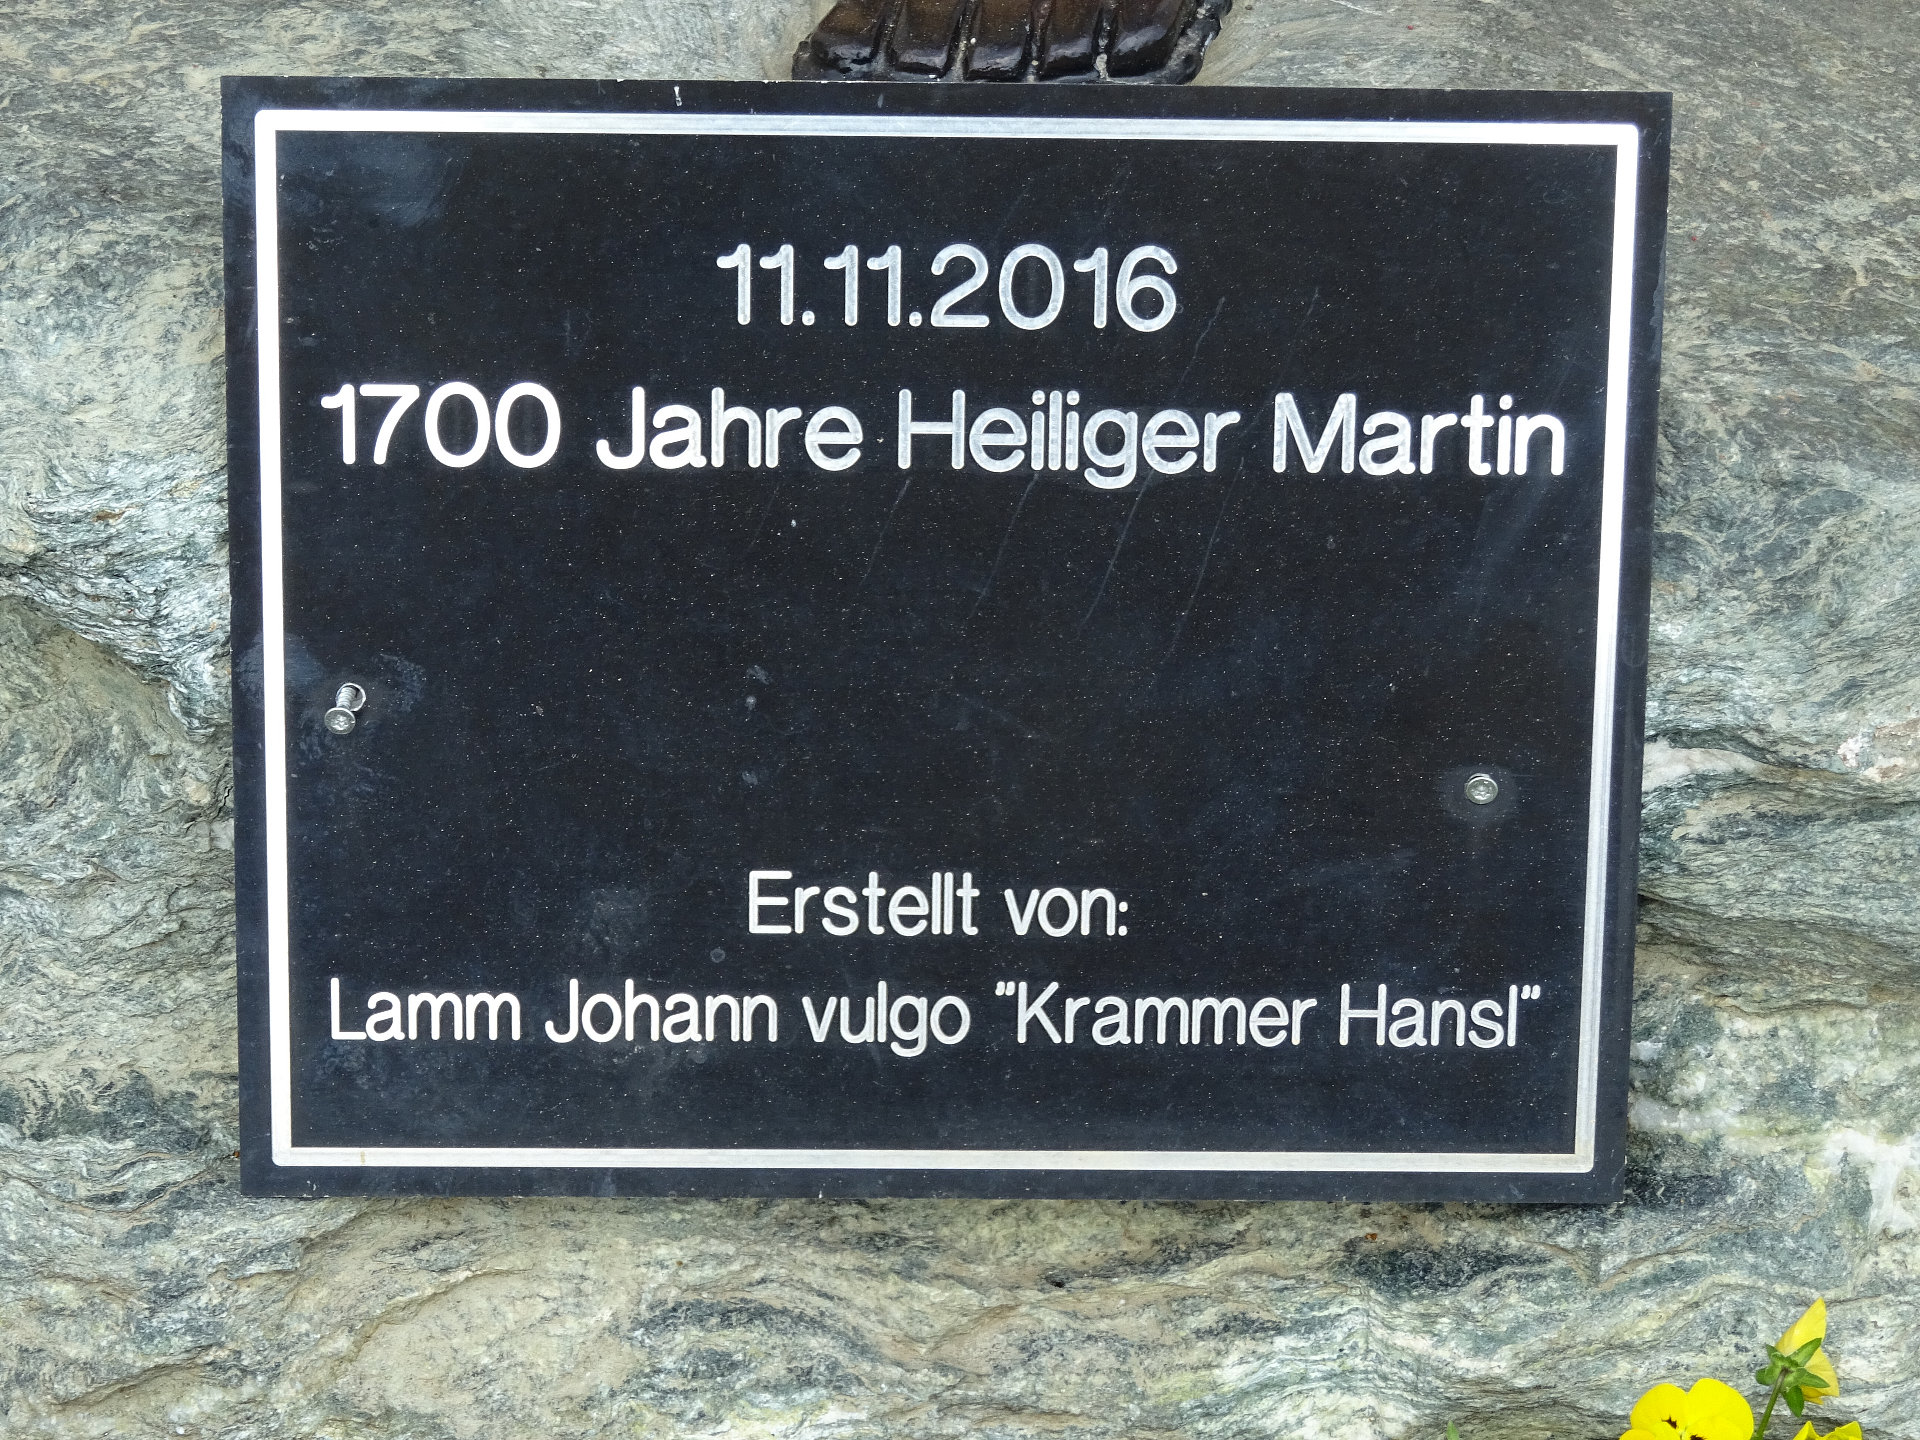 11.11.2016
1700 Jahre Heiliger Martin
Erstellt von:
Lamm Johann vulgo "Krammer Hansl"